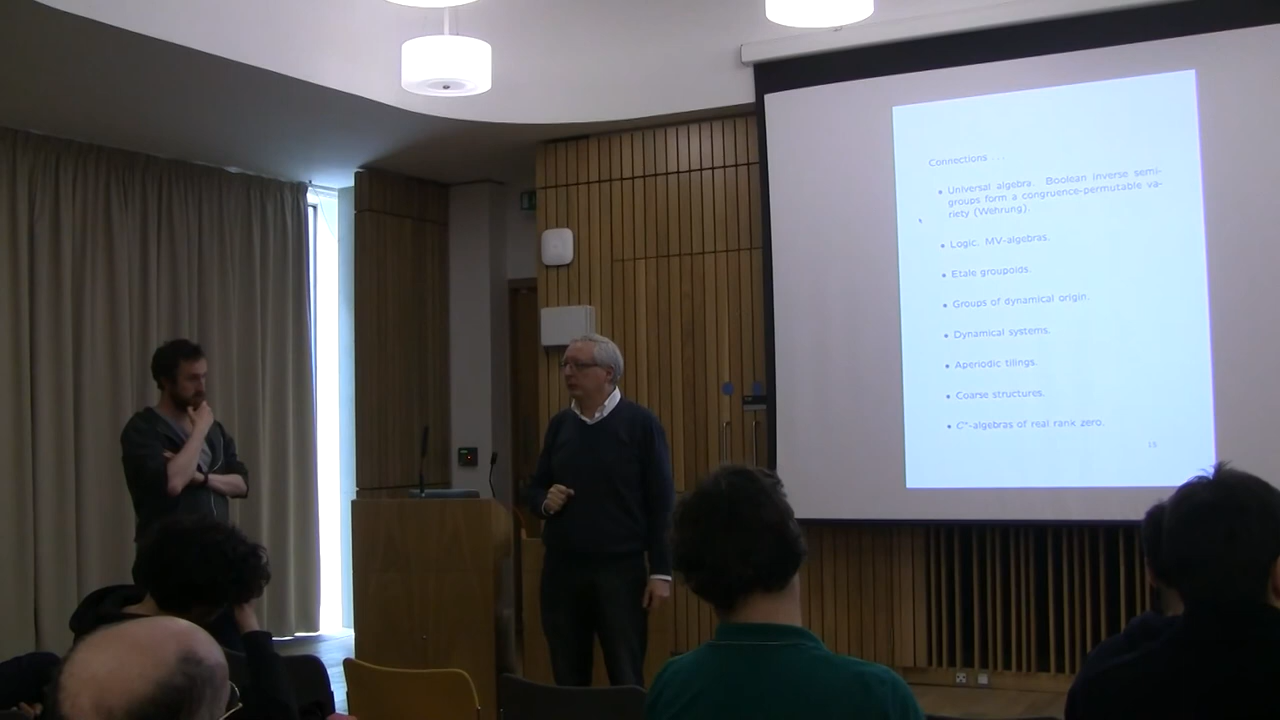 Connections . . .
• Universal algebra. Boolean inverse semi-
groups form a congruence-permutable va-
riety (Wehrung).
• Logic. MV-algebras.
• Etale groupoids.
• Groups of dynamical origin.
• Dynamical systems.
• Aperiodic tilings.
• Coarse structures.
• C*-algebras of real rank zero.
15